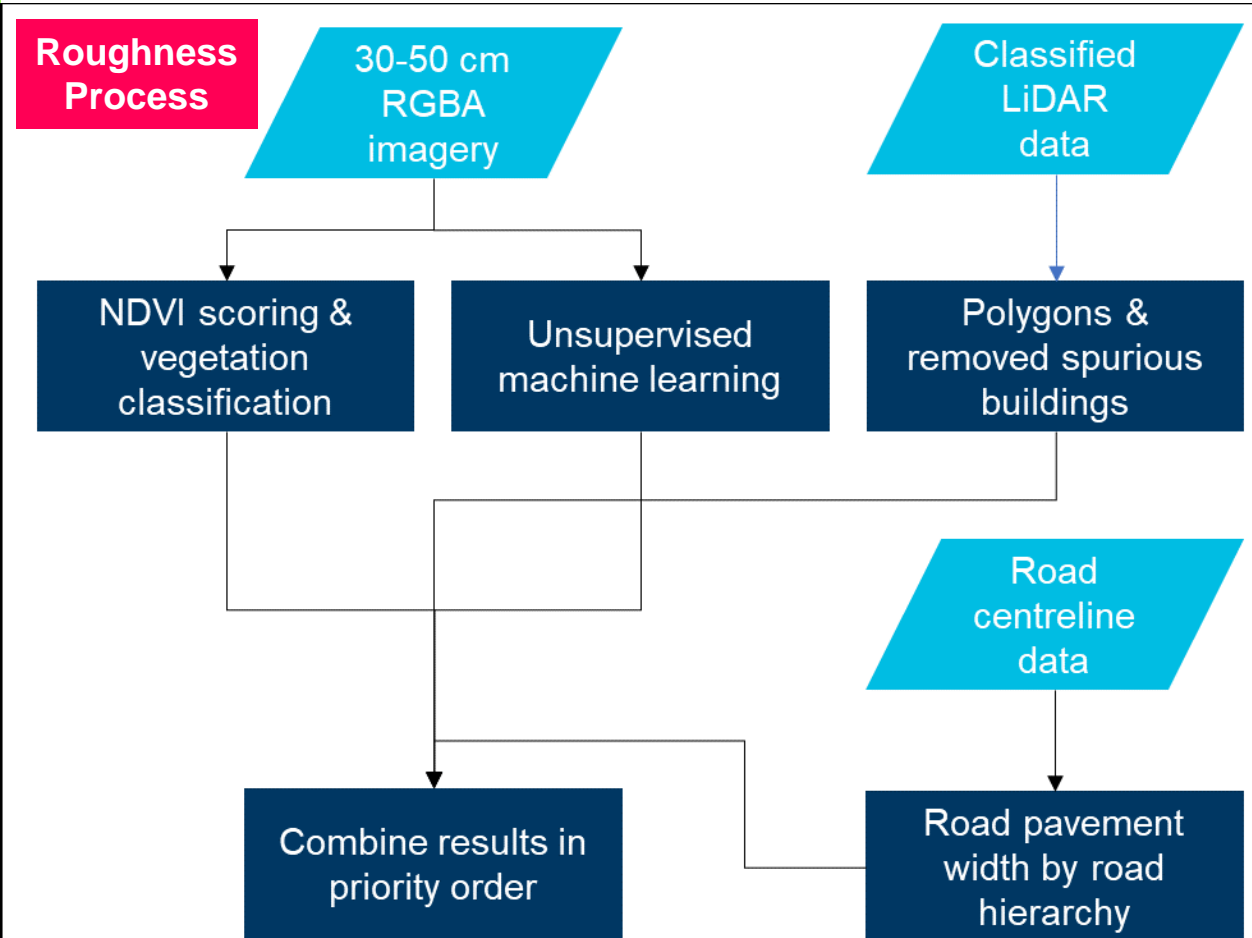 Roughness
Process
30-50 cm
RGBA
imagery
Classified
LiDAR
data
NDVI scoring &
vegetation
classification
Unsupervised
machine learning
Polygons &
removed spurious
buildings
Road
centreline
data
Combine results in
priority order
Road pavement
width by road
hierarchy